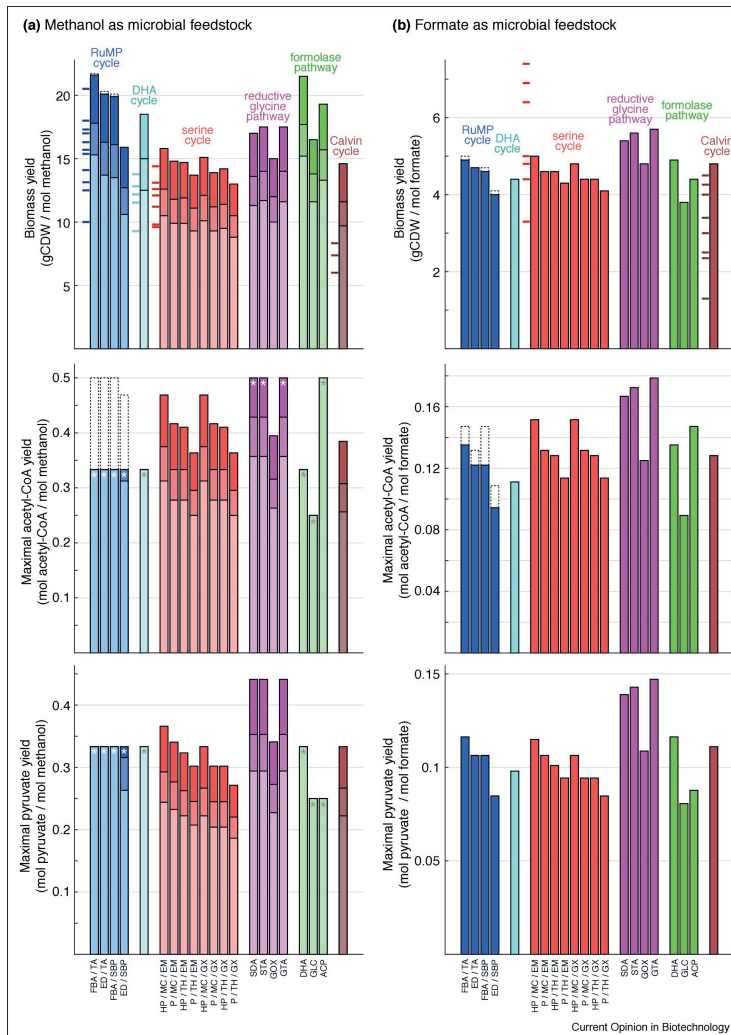 (a) Methanol as microbial feedstock
RuMP
cycle
DHA
cycle
serine
cycle
reductive
glycine
pathway
formolase
pathway
Calvin
cycle
Biomass yield
(gCDW / mol methanol)
20
15
10
5
Maximal acetyl-CoA yield
(mol acetyl-CoA / mol methanol)
0.5
0.4
0.3
0.2
0.1
Maximal pyruvate yield
(mol pyruvate / mol methanol)
0.4
0.3
0.2
0.1
FBA / TA
ED / TA
FBA / SBP
ED / SBP
HP / MC / EM
P / MC / EM
HP / TH / EM
P / TH / EM
HP / MC / GX
P / MC / GX
HP / TH / GX
P / TH / GX
SDA
STA
GOX
GTA
DHA
GLC
ACP
(b) Formate as microbial feedstock
RuMP
cycle
DHA
cycle
serine
cycle
reductive
glycine
pathway
formolase
pathway
Calvin
cycle
Biomass yield
(gCDW / mol formate)
6
4
2
Maximal acetyl-CoA yield
(mol acetyl-CoA / mol formate)
0.16
0.12
0.08
0.04
Maximal pyruvate yield
(mol pyruvate / mol formate)
0.15
0.1
0.05
FBA / TA
ED / TA
FBA / SBP
ED / SBP
HP / MC / EM
P / MC / EM
HP / TH / EM
P / TH / EM
HP / MC / GX
P / MC / GX
HP / TH / GX
P / TH / GX
SDA
STA
GOX
GTA
DHA
GLC
ACP
Current Opinion in Biotechnology